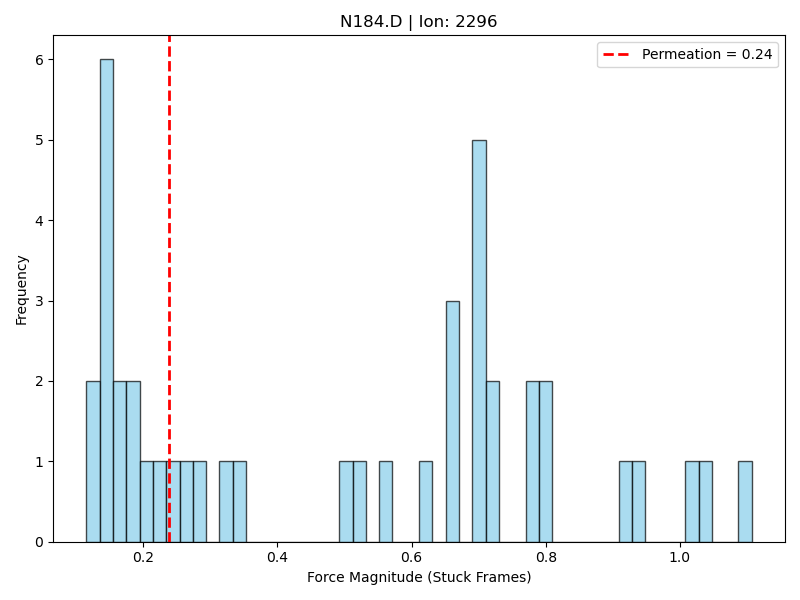 N184.D | Ion: 2296
Permeation = 0.24
6
5
4
3
2
1
0
Frequency
0.2 0.4 0.6 0.8 1.0
Force Magnitude (Stuck Frames)